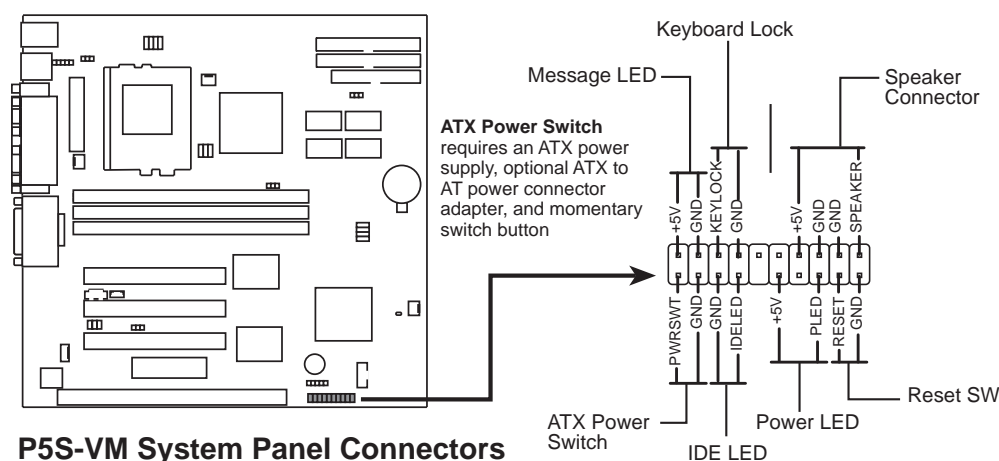 Keyboard Lock
Message LED
Speaker
Connector
ATX Power Switch
requires an ATX power
supply, optional ATX to
AT power connector
adapter, and momentary
switch button
+5V
GND
KEYLOCK
GND
+5V
GND
GND
SPEAKER
PWRSWT
GND
GND
IDELED
+5V
PLED
RESET
GND
ATX Power
Switch
IDE LED
Power LED
Reset SW
P5S-VM System Panel Connectors